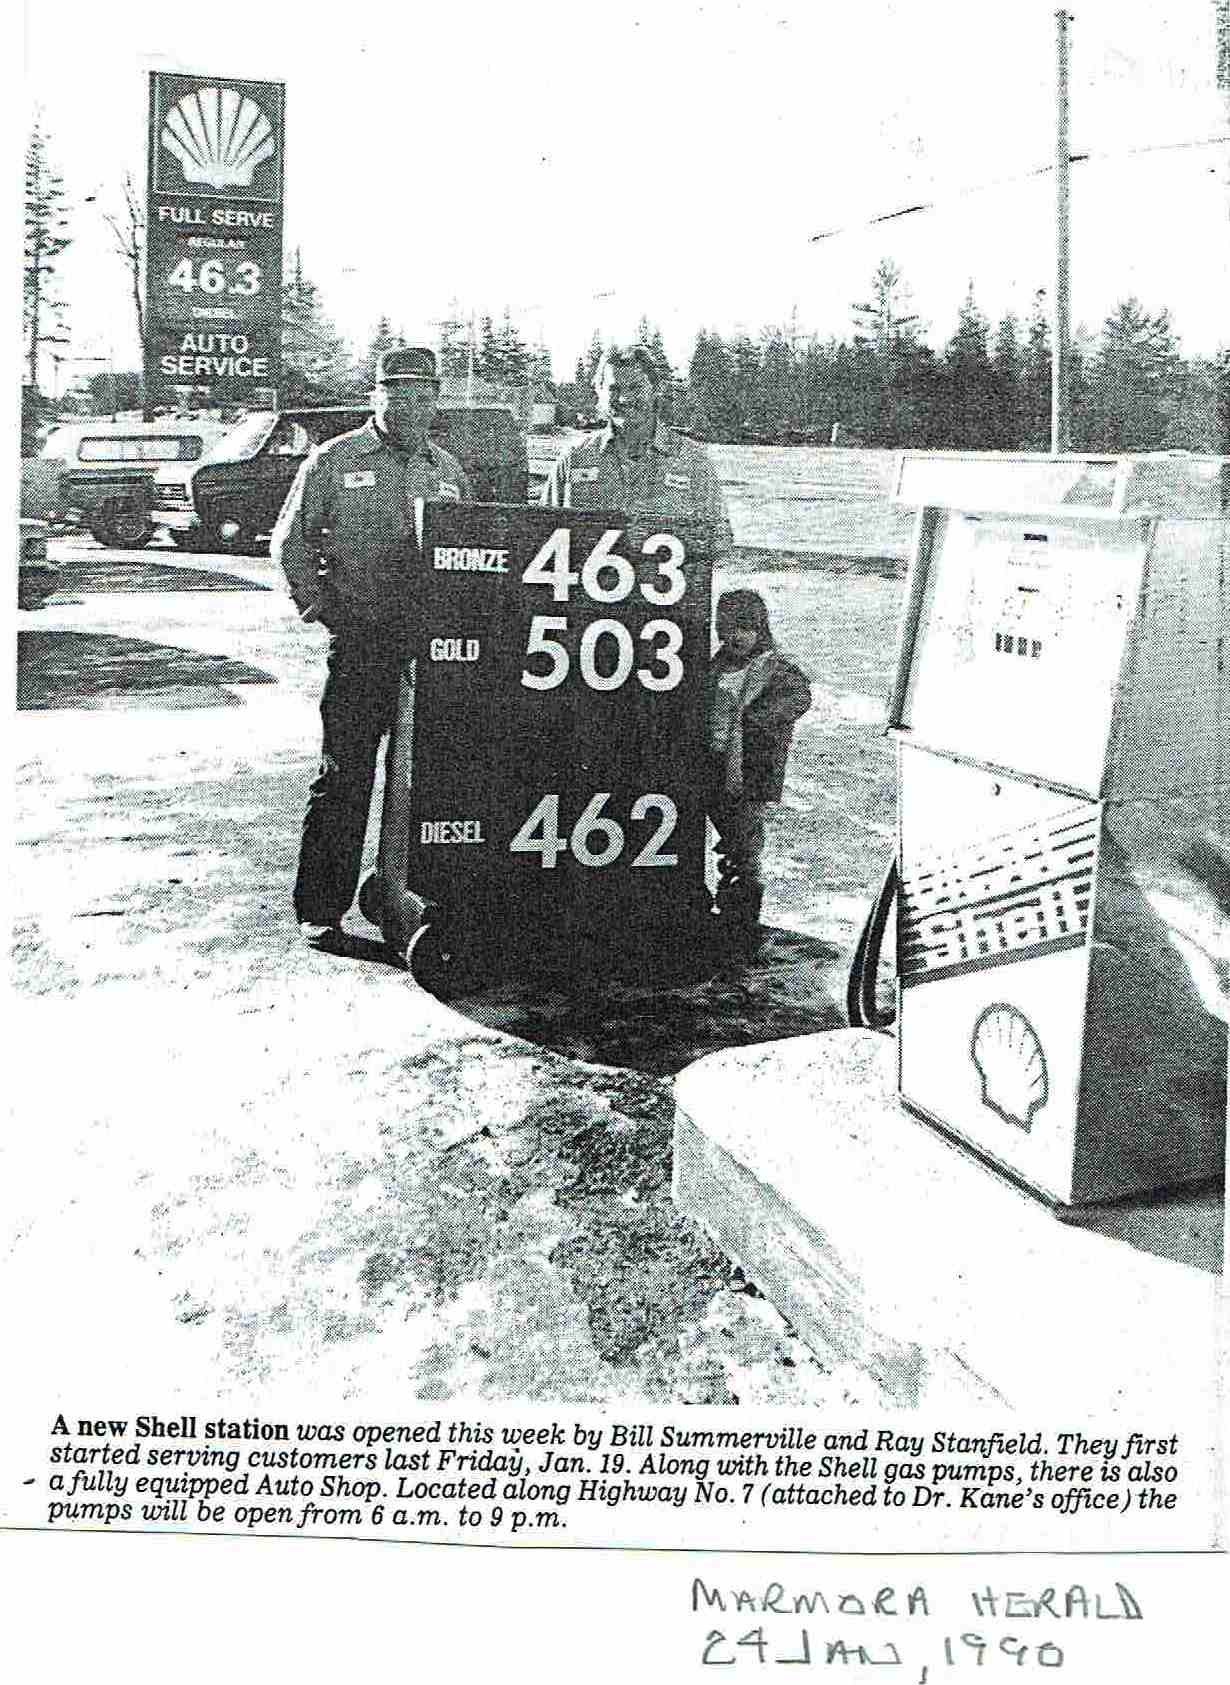 FULL SERVE
REGULAR
46.3
DIESEL
AUTO
SERVICE
BRONZE 463
GOLD 503
DIESEL 462
Shell
A new Shell station was opened this week by Bill Summerville and Ray Stanfield. They first
started serving customers last Friday, Jan. 19. Along with the Shell gas pumps, there is also
a fully equipped Auto Shop. Located along Highway No. 7 (attached to Dr. Kane's office) the
pumps will be open from 6 a.m. to 9 p.m.
MARMORA HERALD
24 JAN, 1990